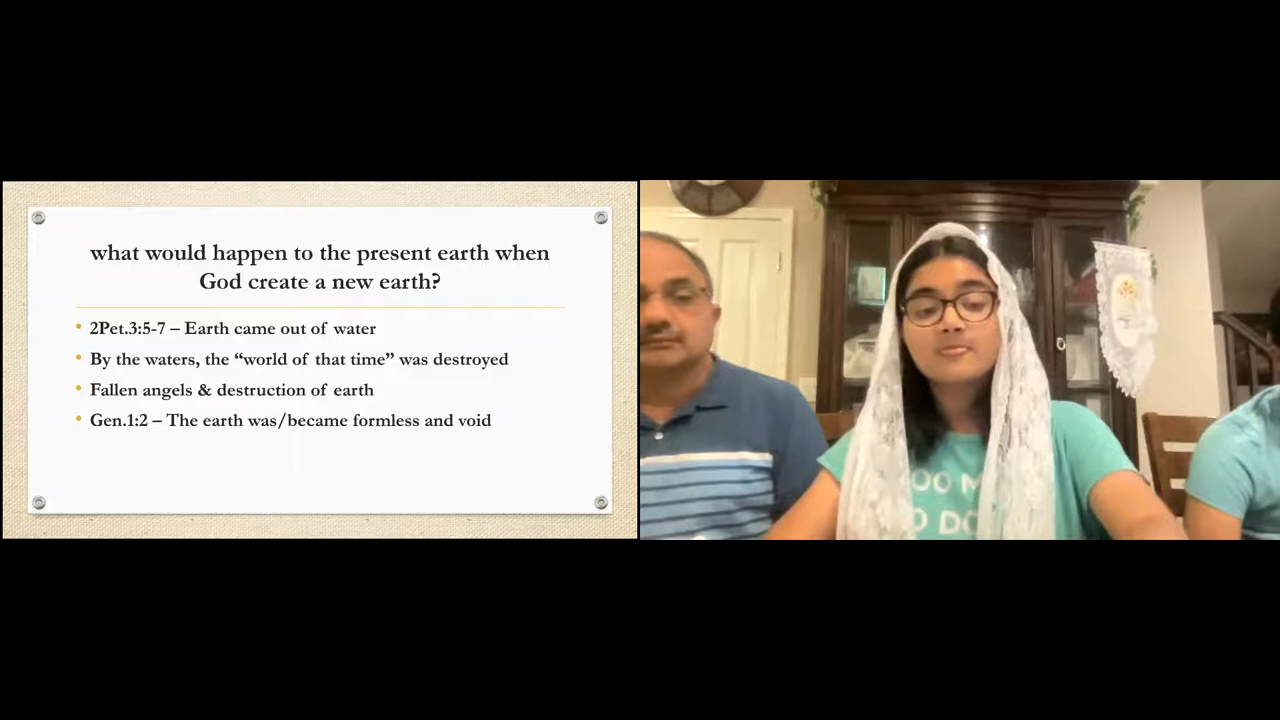 what would happen to the present earth when
God create a new earth?
• 2Pet.3:5-7 – Earth came out of water
• By the waters, the “world of that time” was destroyed
• Fallen angels & destruction of earth
• Gen.1:2 – The earth was/became formless and void
OO M
O DO